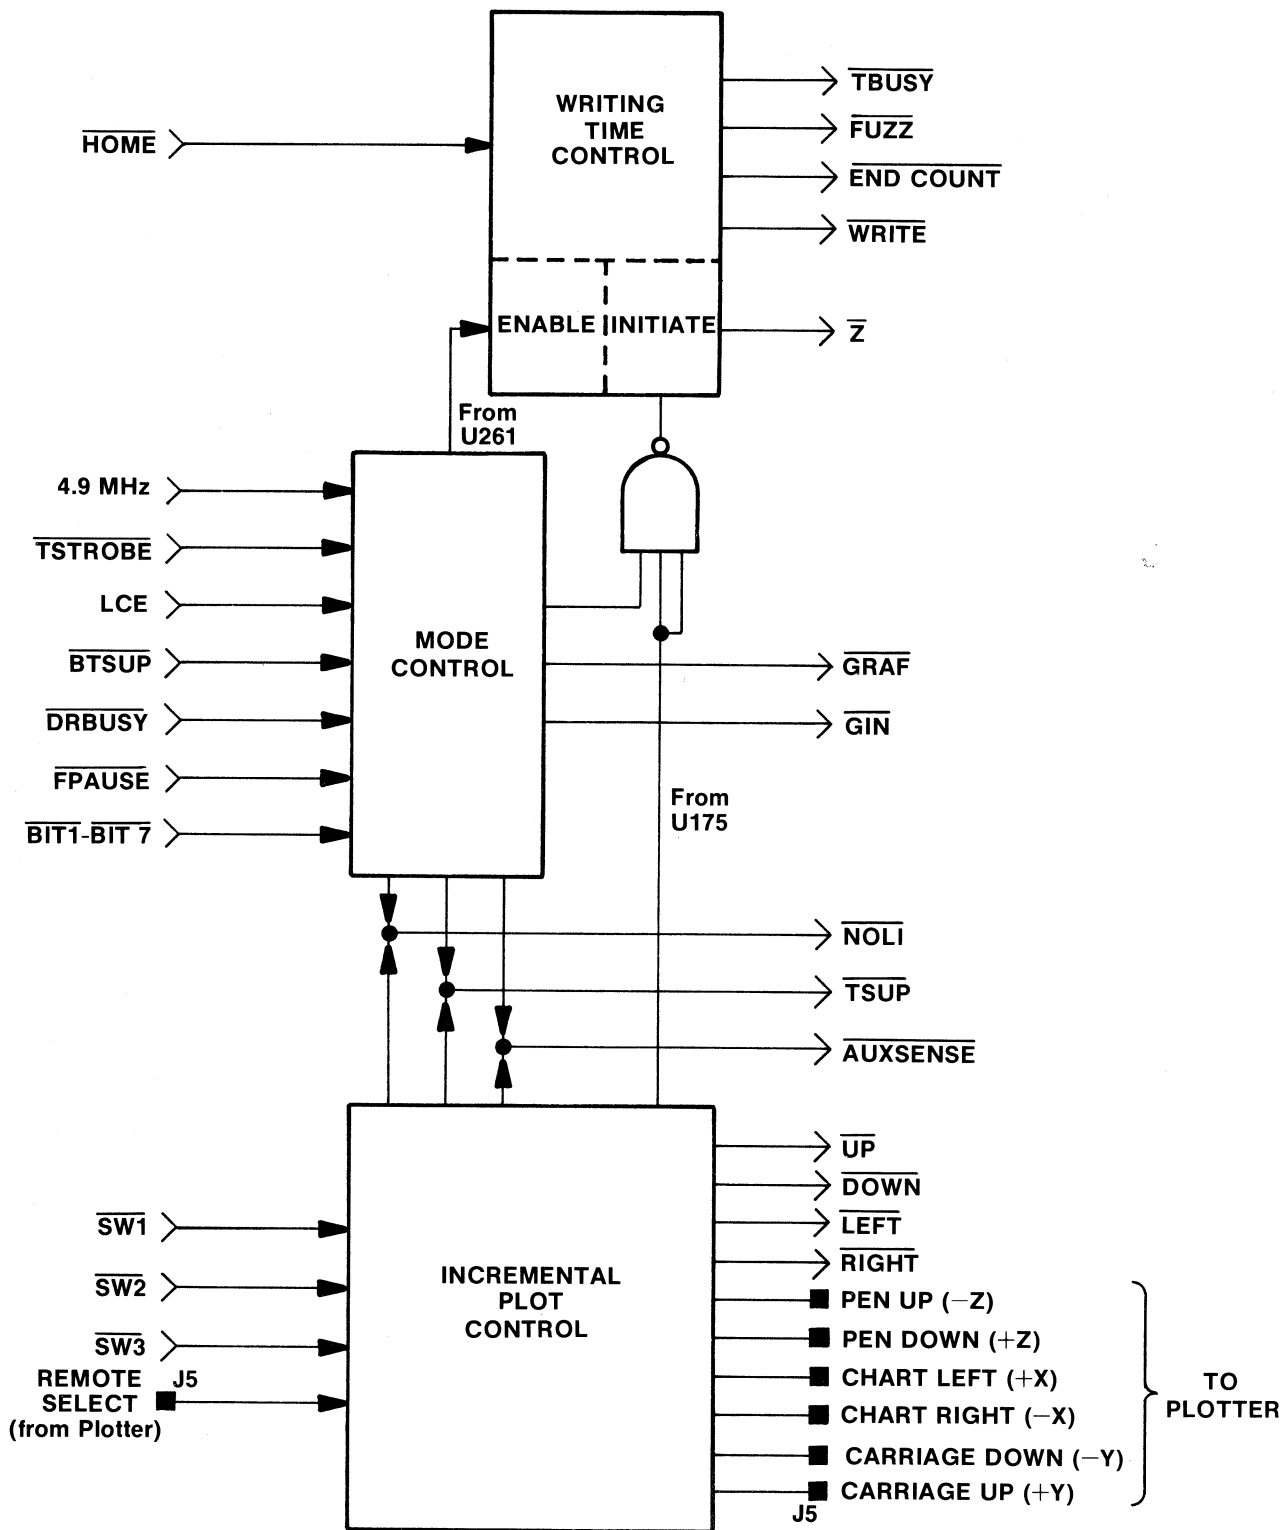 WRITING
TIME
CONTROL
HOME
TBUSY
FUZZ
END COUNT
WRITE
ENABLE
INITIATE
Z
From
U261
4.9 MHz
TSTROBE
LCE
BTSUP
DRBUSY
FPAUSE
BIT1-BIT 7
MODE
CONTROL
GRAF
GIN
From
U175
NOLI
TSUP
AUXSENSE
SW1
SW2
SW3
REMOTE
SELECT
(from Plotter)
J5
INCREMENTAL
PLOT
CONTROL
UP
DOWN
LEFT
RIGHT
PEN UP (−Z)
PEN DOWN (+Z)
CHART LEFT (+X)
CHART RIGHT (−X)
CARRIAGE DOWN (−Y)
CARRIAGE UP (+Y)
J5
TO
PLOTTER